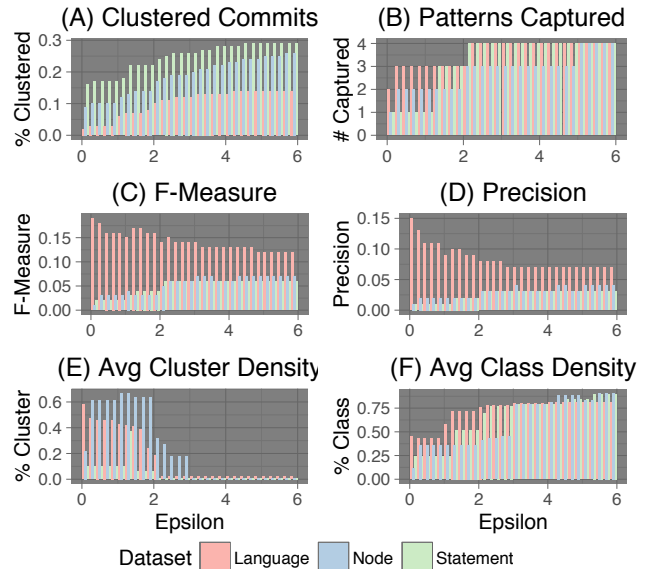 (A) Clustered Commits
% Clustered
0.3
0.2
0.1
0.0
0 2 4 6
(B) Patterns Captured
# Captured
4
3
2
1
0
0 2 4 6
(C) F-Measure
F-Measure
0.15
0.10
0.05
0.00
0 2 4 6
(D) Precision
Precision
0.15
0.10
0.05
0.00
0 2 4 6
(E) Avg Cluster Density
% Cluster
0.6
0.4
0.2
0.0
0 2 4 6
Epsilon
(F) Avg Class Density
% Class
0.75
0.50
0.25
0.00
0 2 4 6
Epsilon
Dataset Language Node Statement